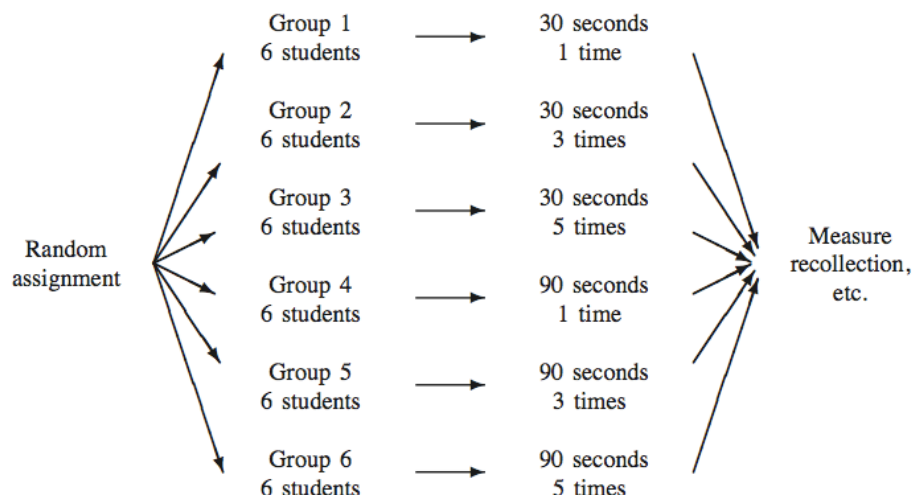 Group 1
6 students
30 seconds
1 time
Group 2
6 students
30 seconds
3 times
Group 3
6 students
30 seconds
5 times
Random
assignment
Measure
recollection,
etc.
Group 4
6 students
90 seconds
1 time
Group 5
6 students
90 seconds
3 times
Group 6
6 students
90 seconds
5 times